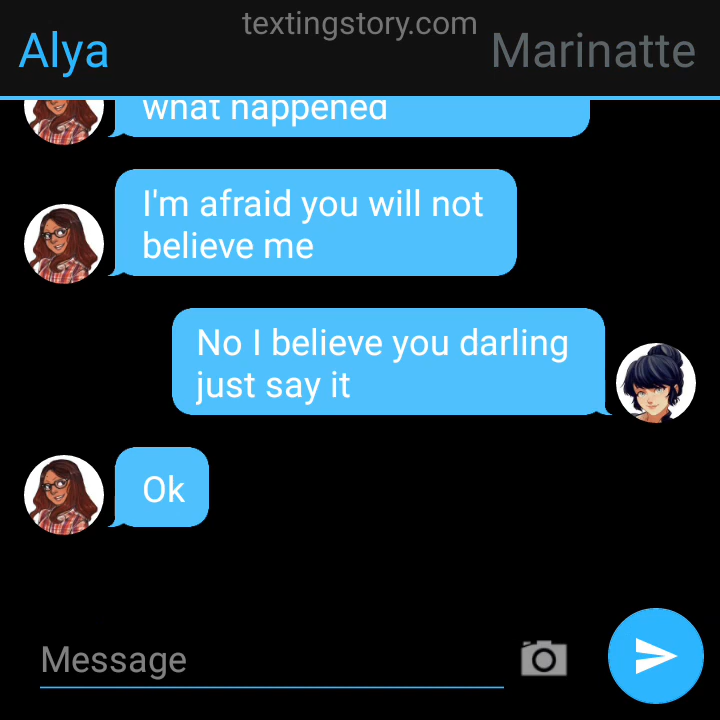 textingstory.com
Alya
Marinatte
what happened
I'm afraid you will not
believe me
No I believe you darling
just say it
Ok
Message